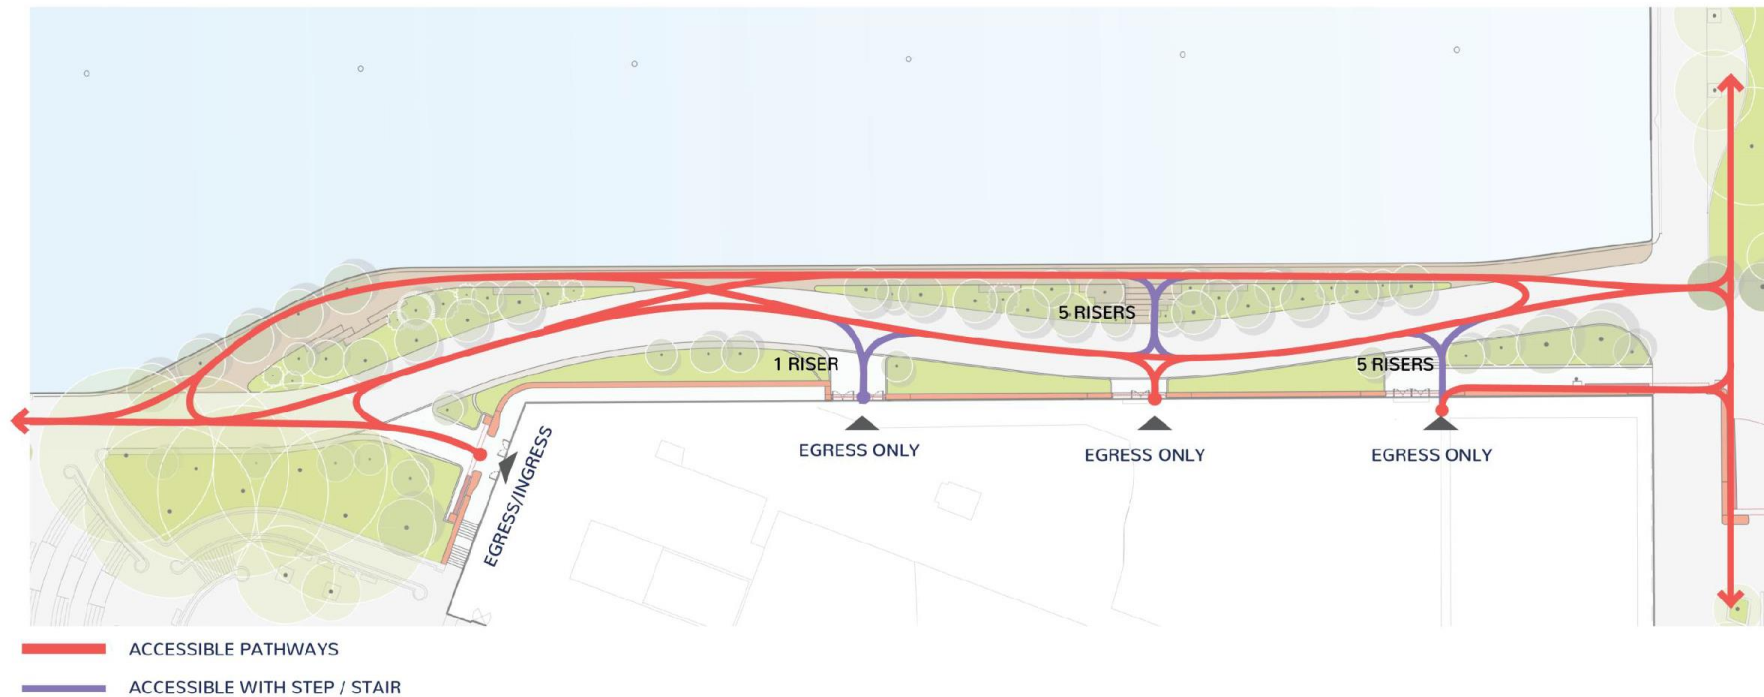 5 RISERS
1 RISER
5 RISERS
EGRESS ONLY
EGRESS ONLY
EGRESS ONLY
EGRESS/INGRESS
ACCESSIBLE PATHWAYS
ACCESSIBLE WITH STEP / STAIR